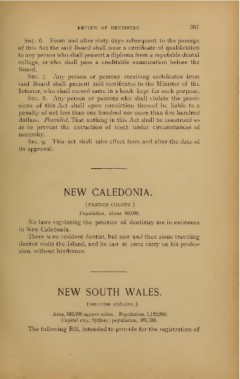 REVIEW OF DENTISTRY. 507
Sec. 6. From and after sixty days subsequent to the passage
of this Act the said Board shall issue a certificate of qualification
to any person who shall present a diploma from a reputable dental
college, or who shall pass a creditable examination before the
Board.
Sec. 7. Any person or persons receiving certificates from
said Board shall present said certificates to the Minister of the
Interior, who shall record same in a book kept for such purpose.
Sec. 8. Any person or persons who shall violate the provi-
sions of this Act shall upon conviction thereof be liable to a
penalty of not less than one hundred nor more than five hundred
dollars. Provided, That nothing in this Act shall be construed so
as to prevent the extraction of teeth under circumstances of
necessity.
Sec. 9. This act shall take effect from and after the date of
its approval.
NEW CALEDONIA.
(FRENCH COLONY.)
Population, about 60,000.
No laws regulating the practice of dentistry are in existence
in New Caledonia.
There is no resident dentist, but now and then some traveling
dentist visits the Island, and he can at once carry on his profes-
sion, without hindrance.
NEW SOUTH WALES.
(BRITISH COLONY.)
Area, square miles. Population,
Capital city, Sydney; population,
The following Bill, intended to provide for the registration of